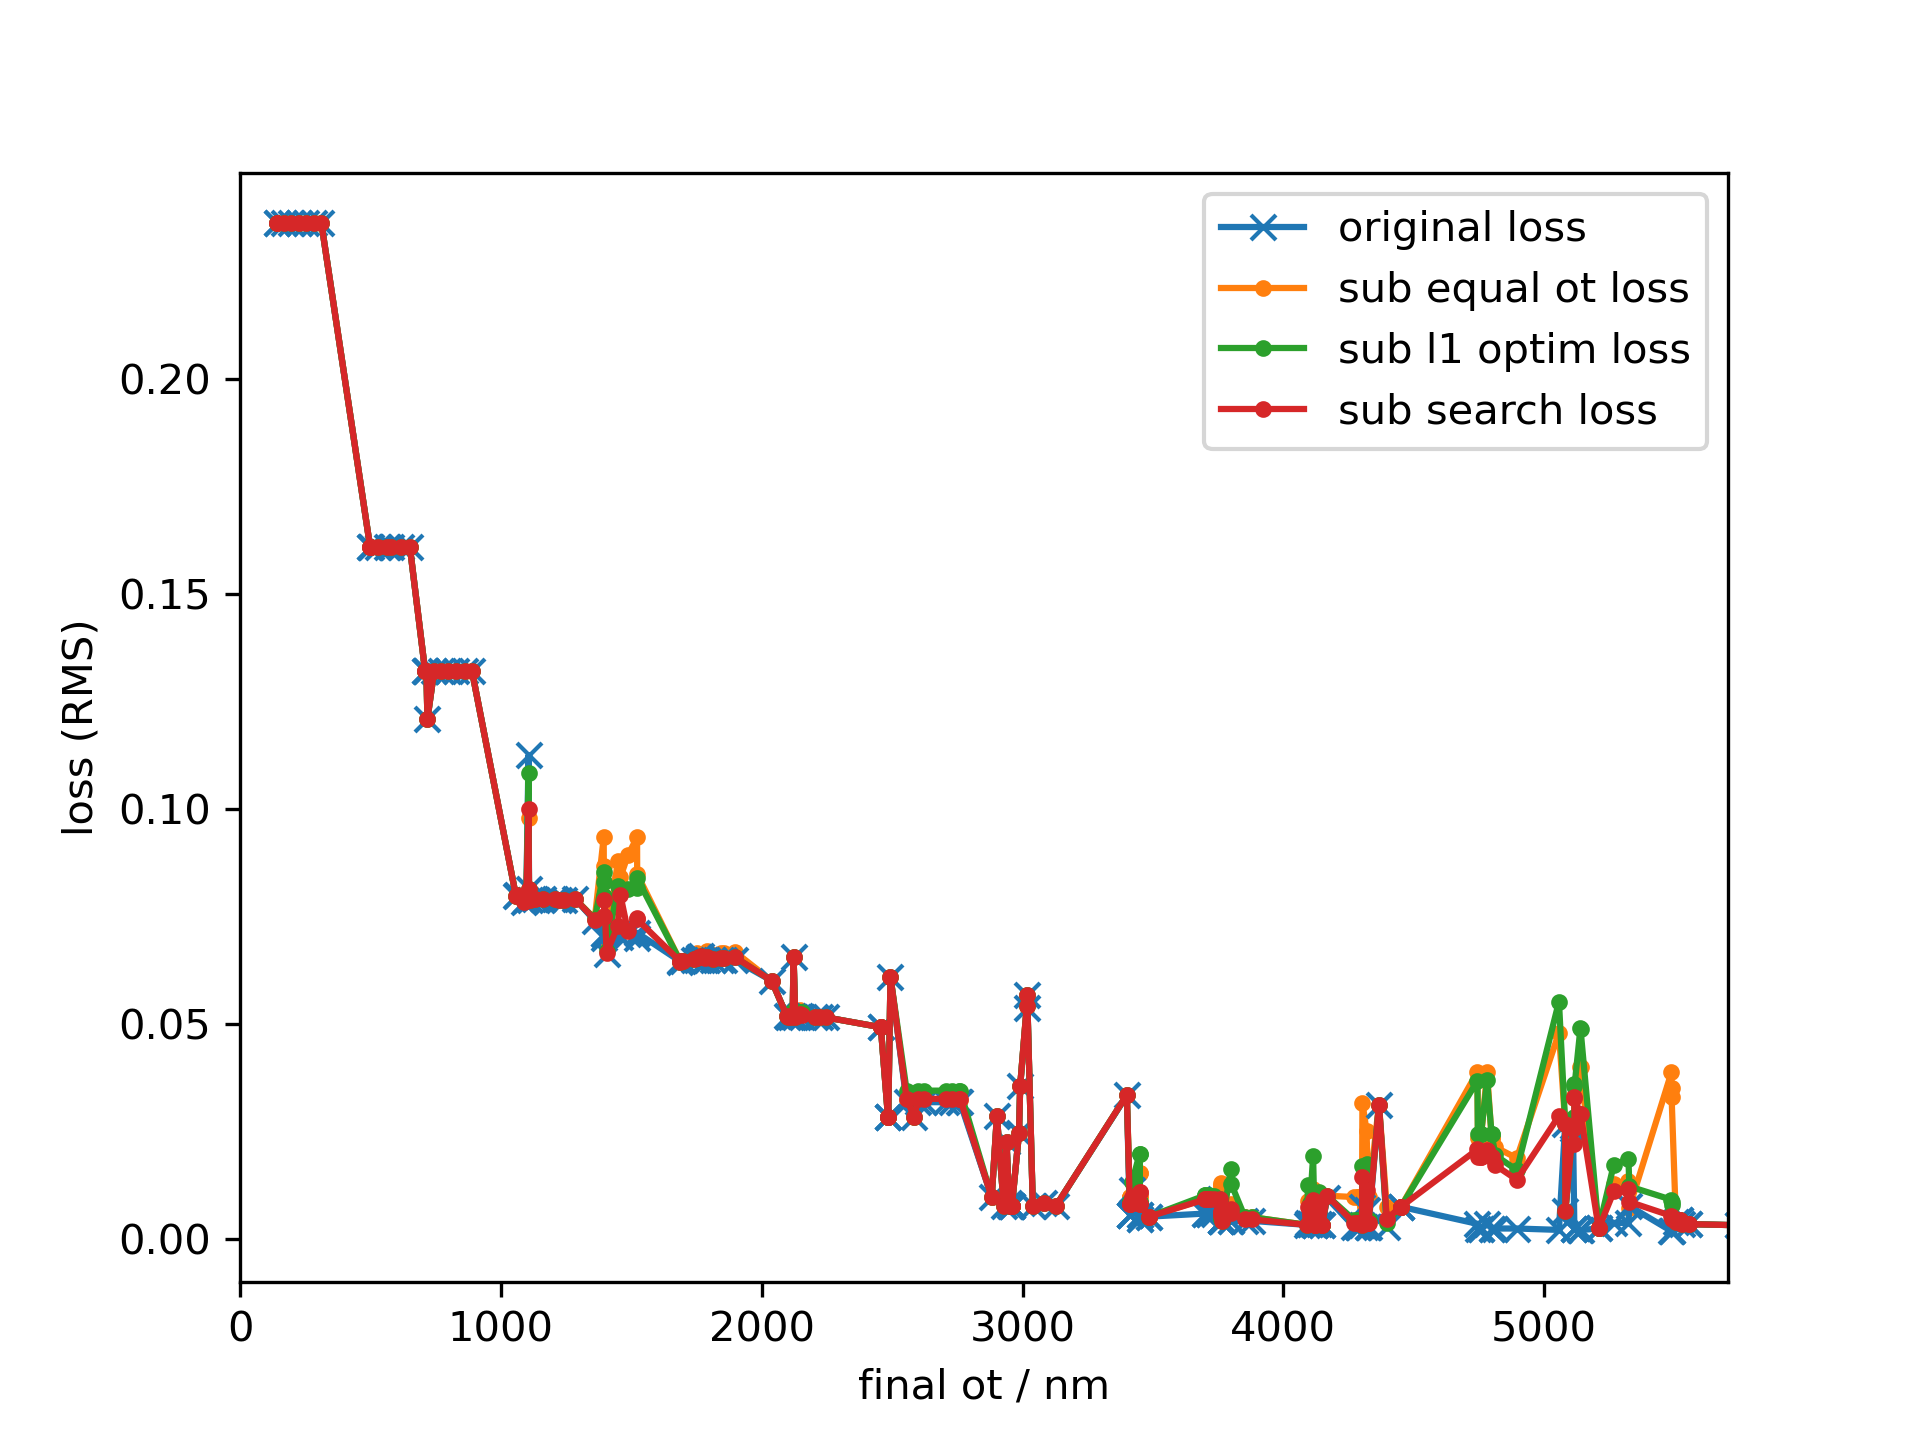 original loss
sub equal ot loss
sub l1 optim loss
sub search loss
0.20
0.15
0.10
0.05
0.00
loss (RMS)
0 1000 2000 3000 4000 5000
final ot / nm